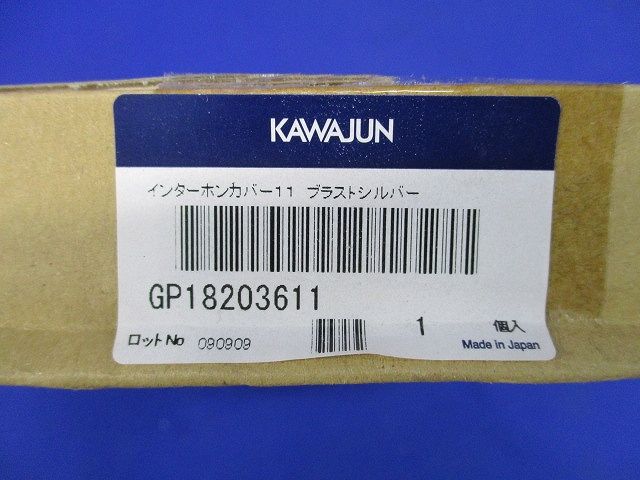 KAWAJUN
インターホンカバー11 ブラストシルバー
GP18203611
1 個入
ロットNo 090909
Made in Japan